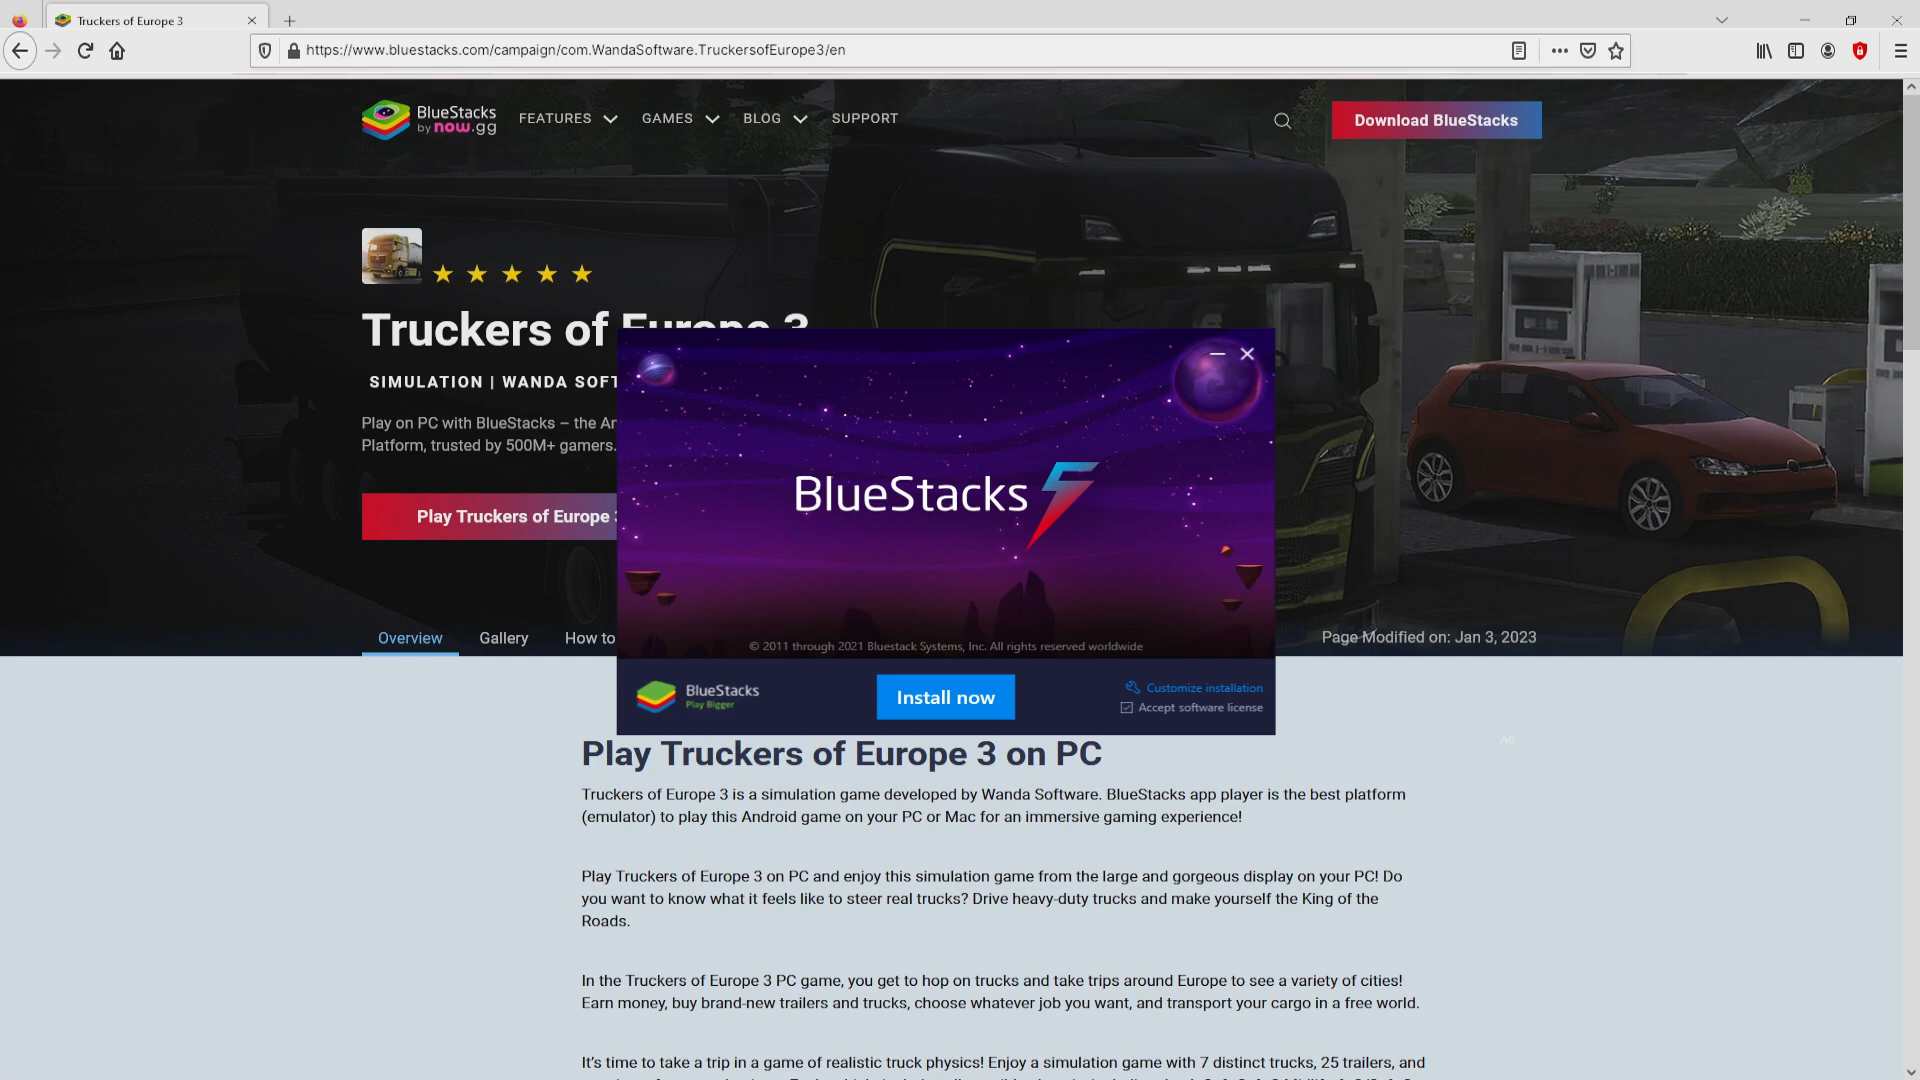 Truckers of Europe 3
https://www.bluestacks.com/campaign/com.WandaSoftware.TruckersofEurope3/en
BlueStacks
by now.gg
FEATURES
GAMES
BLOG
SUPPORT
Download BlueStacks
Truckers of Europe 3
SIMULATION | WANDA SOFT
Play on PC with BlueStacks – the An
Platform, trusted by 500M+ gamers.
Play Truckers of Europe 3
Overview
Gallery
How to
Page Modified on: Jan 3, 2023
BlueStacks 5
© 2011 through 2021 Bluestack Systems, Inc. All rights reserved worldwide
BlueStacks
Play Bigger
Install now
Customize installation
Accept software license
Play Truckers of Europe 3 on PC
Ad
Truckers of Europe 3 is a simulation game developed by Wanda Software. BlueStacks app player is the best platform
(emulator) to play this Android game on your PC or Mac for an immersive gaming experience!
Play Truckers of Europe 3 on PC and enjoy this simulation game from the large and gorgeous display on your PC! Do
you want to know what it feels like to steer real trucks? Drive heavy-duty trucks and make yourself the King of the
Roads.
In the Truckers of Europe 3 PC game, you get to hop on trucks and take trips around Europe to see a variety of cities!
Earn money, buy brand-new trailers and trucks, choose whatever job you want, and transport your cargo in a free world.
It's time to take a trip in a game of realistic truck physics! Enjoy a simulation game with 7 distinct trucks, 25 trailers, and